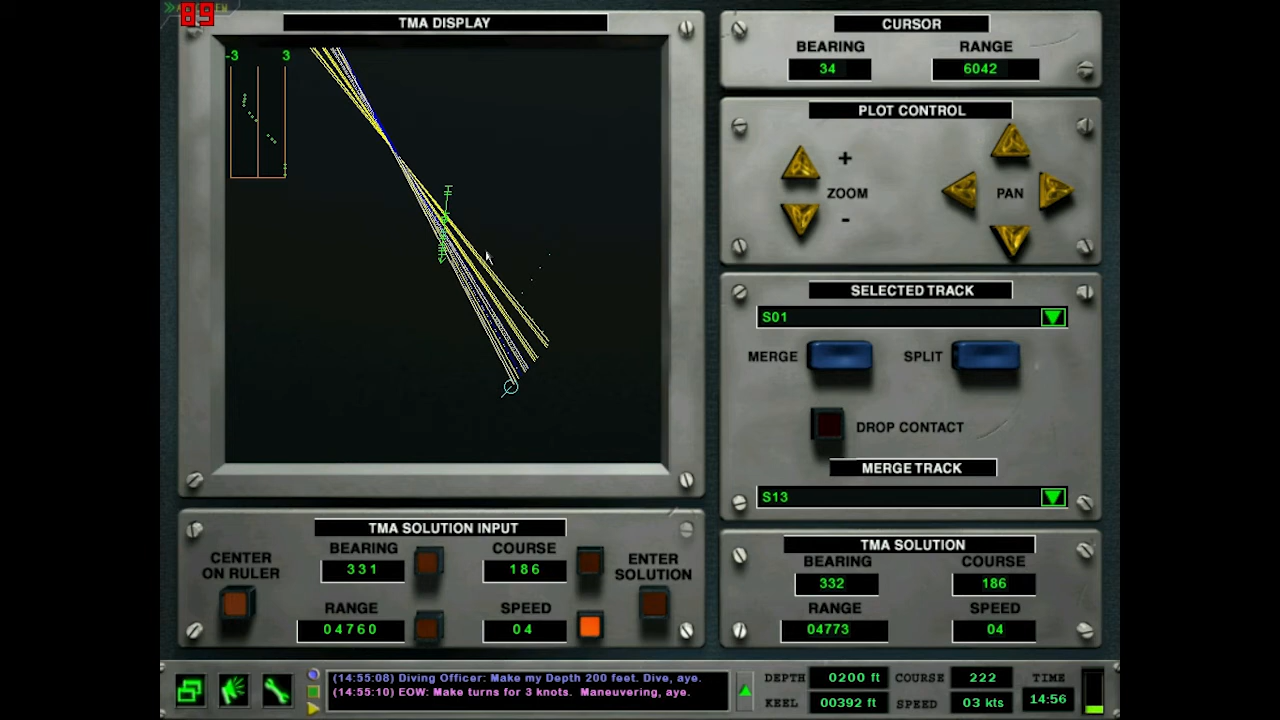 89
TMA DISPLAY
-3 3
CURSOR
BEARING RANGE
34 6042
PLOT CONTROL
+
ZOOM PAN
-
SELECTED TRACK
S01
MERGE SPLIT
DROP CONTACT
MERGE TRACK
S13
TMA SOLUTION INPUT
CENTER ON RULER
BEARING COURSE
331 186
RANGE SPEED
04760 04
ENTER SOLUTION
TMA SOLUTION
BEARING COURSE
332 186
RANGE SPEED
04773 04
(14:55:08) Diving Officer: Make my Depth 200 feet. Dive, aye.
(14:55:10) EOW: Make turns for 3 knots. Maneuvering, aye.
DEPTH 0200 ft COURSE 222 TIME
KEEL 00392 ft SPEED 03 kts 14:56